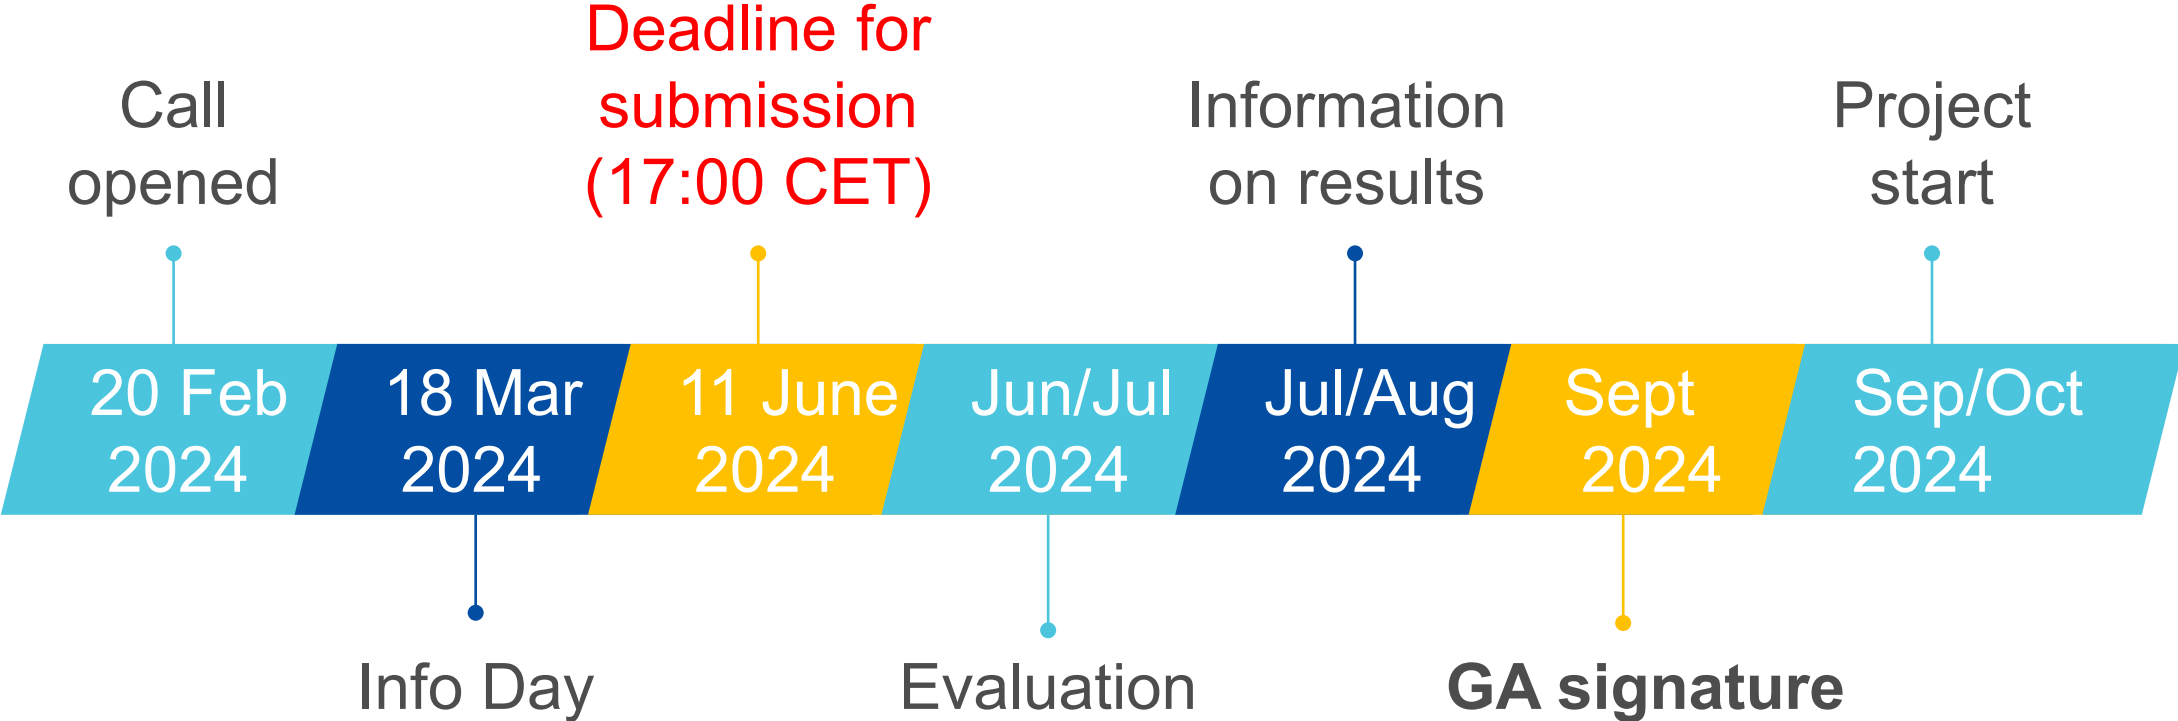 Deadline for
submission
(17:00 CET)
Call
opened
Information
on results
Project
start
20 Feb
2024
18 Mar
2024
11 June
2024
Jun/Jul
2024
Jul/Aug
2024
Sept
2024
Sep/Oct
2024
Info Day
Evaluation
GA signature